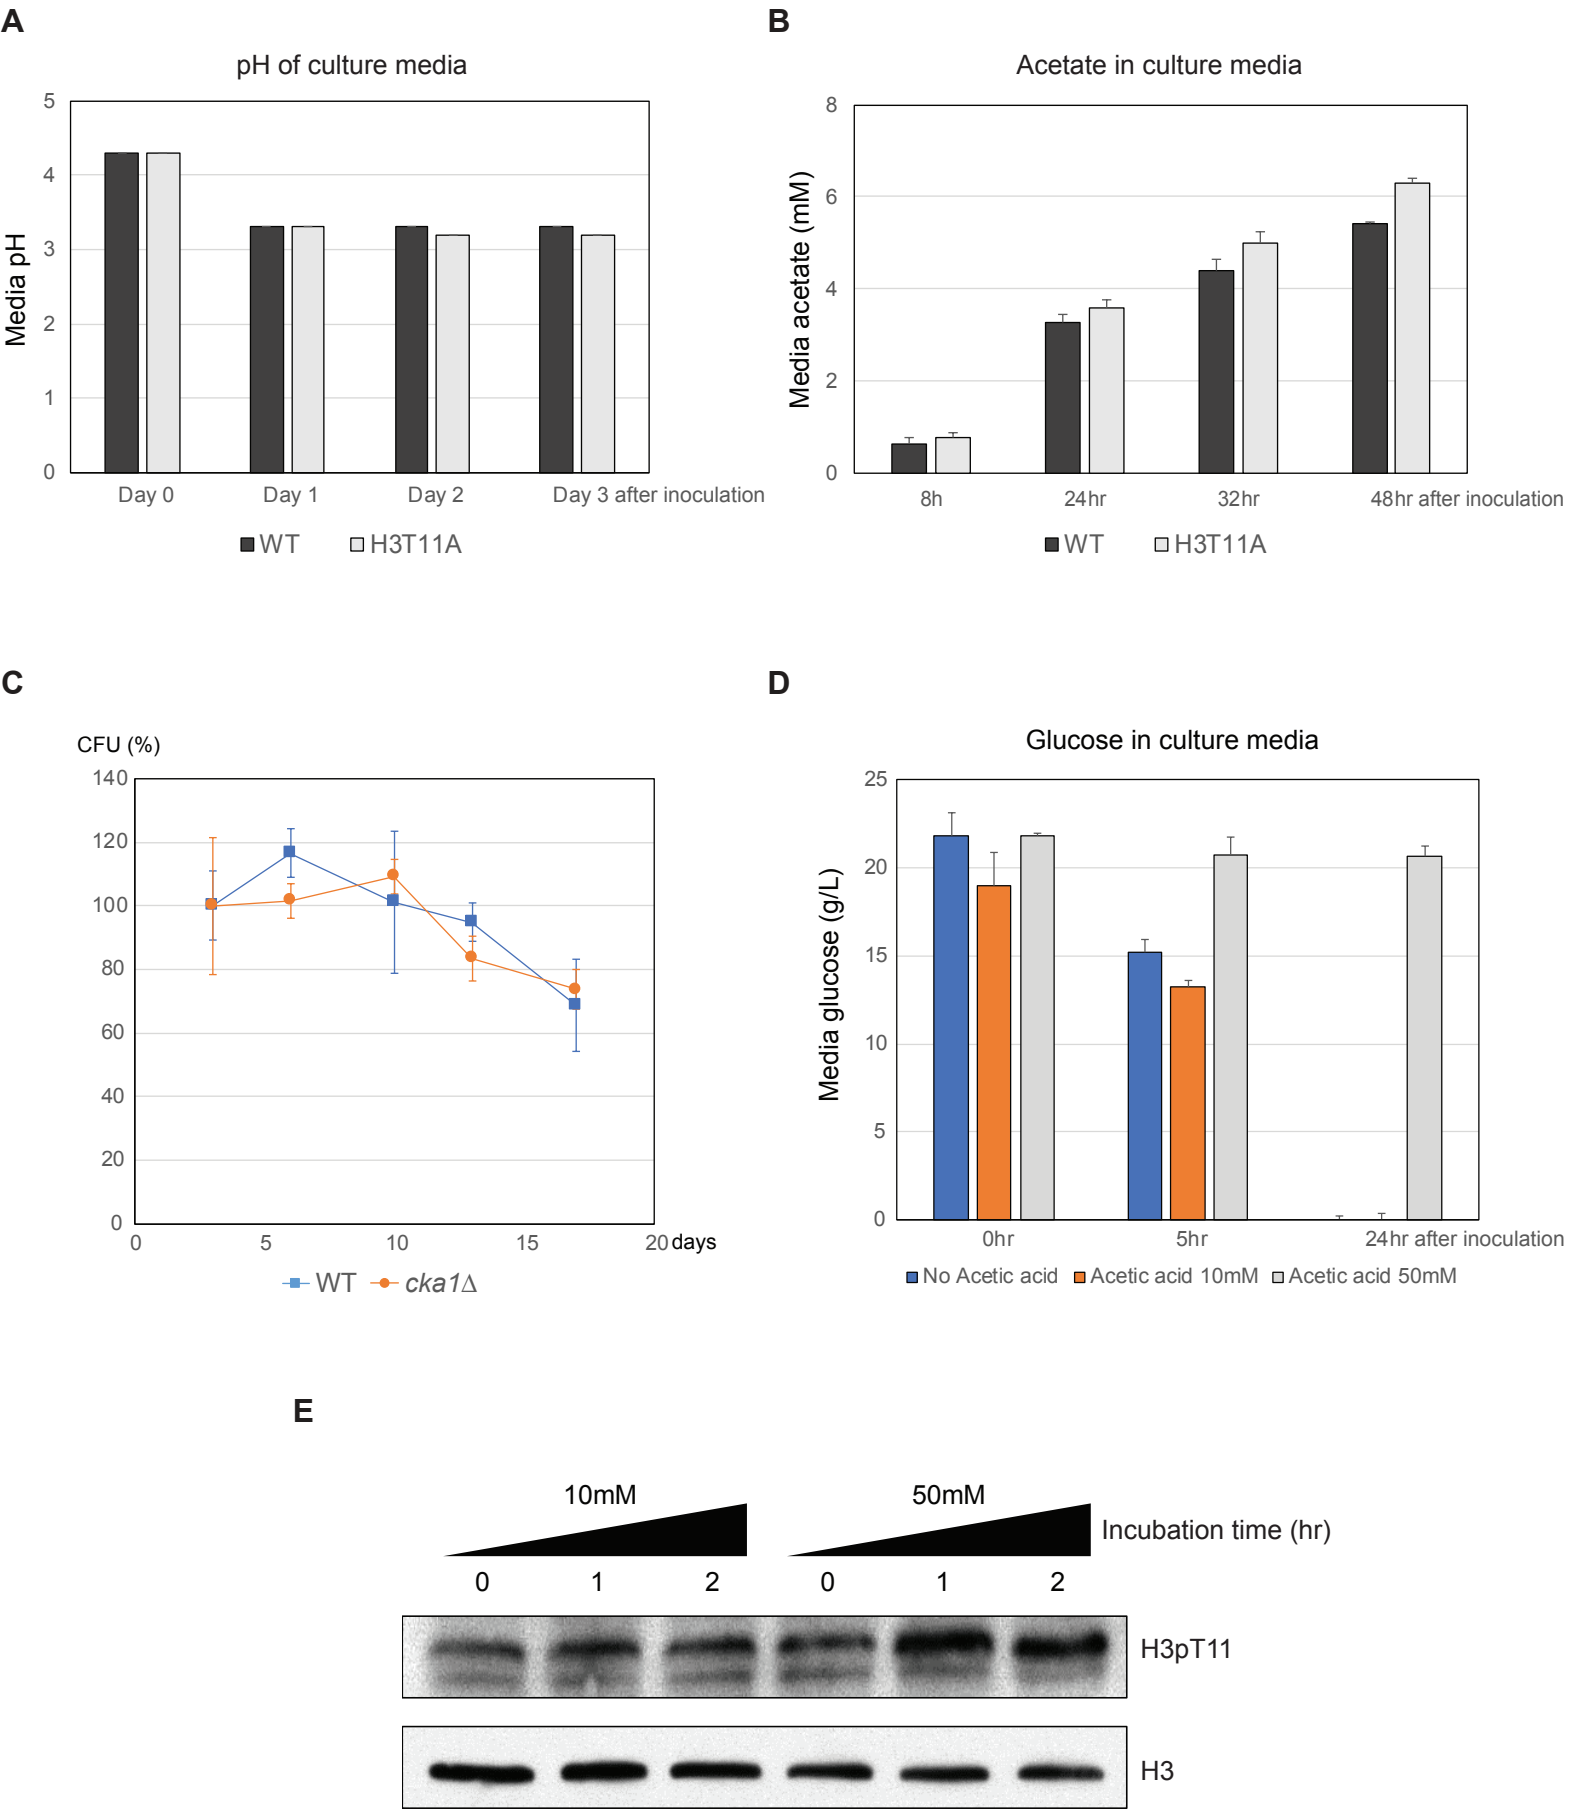 A
pH of culture media
Media pH
5
4
3
2
1
0
Day 0 Day 1 Day 2 Day 3 after inoculation
WT H3T11A
B
Acetate in culture media
Media acetate (mM)
8
6
4
2
0
8h 24hr 32hr 48hr after inoculation
WT H3T11A
C
CFU (%)
140
120
100
80
60
40
20
0
0 5 10 15 20 days
WT cka1Δ
D
Glucose in culture media
Media glucose (g/L)
25
20
15
10
5
0
0hr 5hr 24hr after inoculation
No Acetic acid Acetic acid 10mM Acetic acid 50mM
E
10mM 50mM
Incubation time (hr)
0 1 2 0 1 2
H3pT11
H3